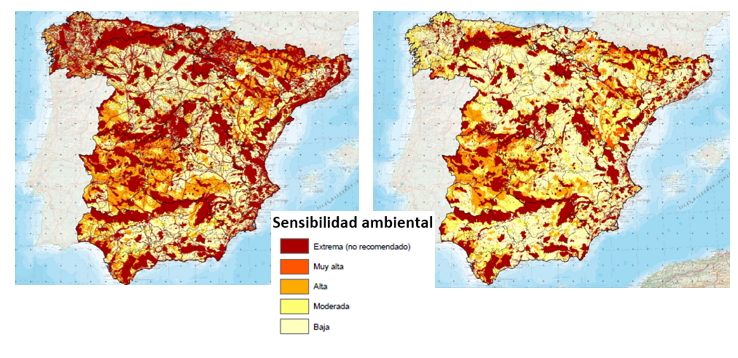 Sensibilidad ambiental
Extrema (no recomendado)
Muy alta
Alta
Moderada
Baja